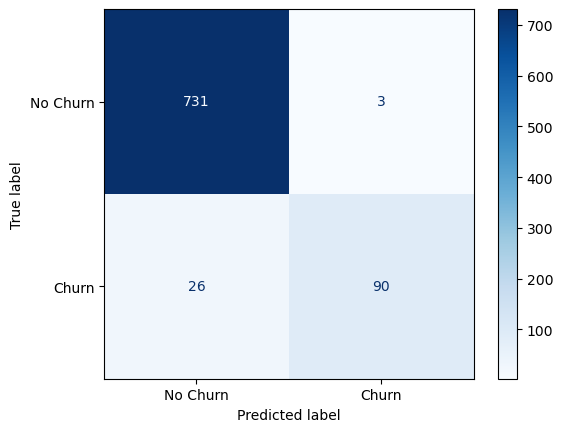 No Churn
Churn
True label
731
3
26
90
No Churn
Churn
Predicted label
700
600
500
400
300
200
100